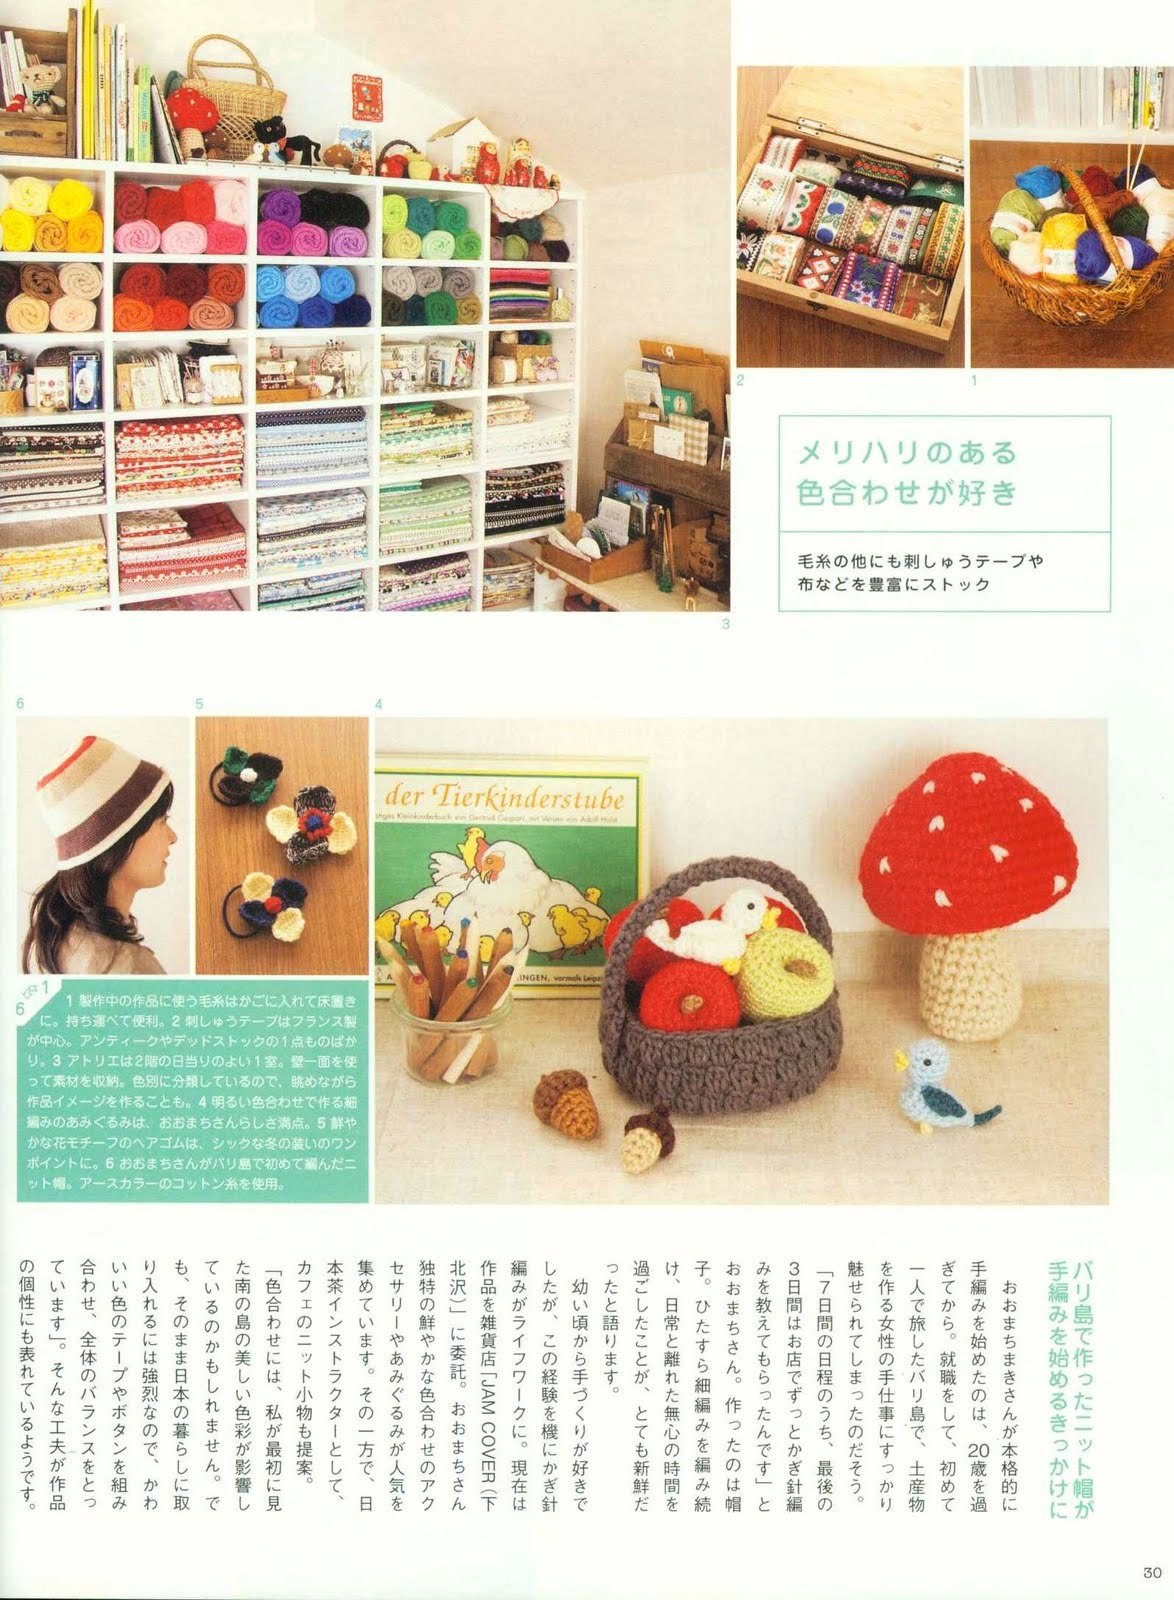 2
1
メリハリのある
色合わせが好き
毛糸の他にも刺しゅうテープや
布などを豊富にストック
3
6
5
4
der Tierkinderstube
stiges Kleinkinderbuch von Gertrud Caspari, mit Versen von Adolf Holst
LINGEN, vormals Leipzi
1
6
1 製作中の作品に使う毛糸はかごに入れて床置き
に。持ち運べて便利。2 刺しゅうテープはフランス製
が中心。アンティークやデッドストックの1点ものばか
り。3 アトリエは2階の日当りのよい1室。壁一面を使
って素材を収納。色別に分類しているので、眺めながら
作品イメージを作ることも。4 明るい色合わせで作る細
編みのあみぐるみは、おおまちさんらしさ満点。5 鮮や
かな花モチーフのヘアゴムは、シックな冬の装いのワン
ポイントに。6 おおまちさんがバリ島で初めて編んだニ
ット帽。アースカラーのコットン糸を使用。
バリ島で作ったニット帽が
手編みを始めるきっかけに
おおまちまきさんが本格的に
手編みを始めたのは、20歳を過
ぎてから。就職をして、初めて
一人で旅したバリ島で、土産物
を作る女性の手仕事にすっかり
魅せられてしまったのだそう。
「7日間の日程のうち、最後の
3日間はお店でずっとかぎ針編
みを教えてもらったんです」と
おおまちさん。作ったのは帽
子。ひたすら細編みを編み続
け、日常と離れた無心の時間を
過ごしたことが、とても新鮮だ
ったと語ります。
幼い頃から手づくりが好きで
したが、この経験を機にかぎ針
編みがライフワークに。現在は
作品を雑貨店「JAM COVER（下
北沢）」に委託。おおまちさん
独特の鮮やかな色合わせのアク
セサリーやあみぐるみが人気を
集めています。その一方で、日
本茶インストラクターとして、
カフェのニット小物も提案。
「色合わせには、私が最初に見
た南の島の美しい色彩が影響し
ているのかもしれません。で
も、そのまま日本の暮らしに取
り入れるには強烈なので、かわ
いい色のテープやボタンを組み
合わせ、全体のバランスをとっ
ています」。そんな工夫が作品
の個性にも表れているようです。
30